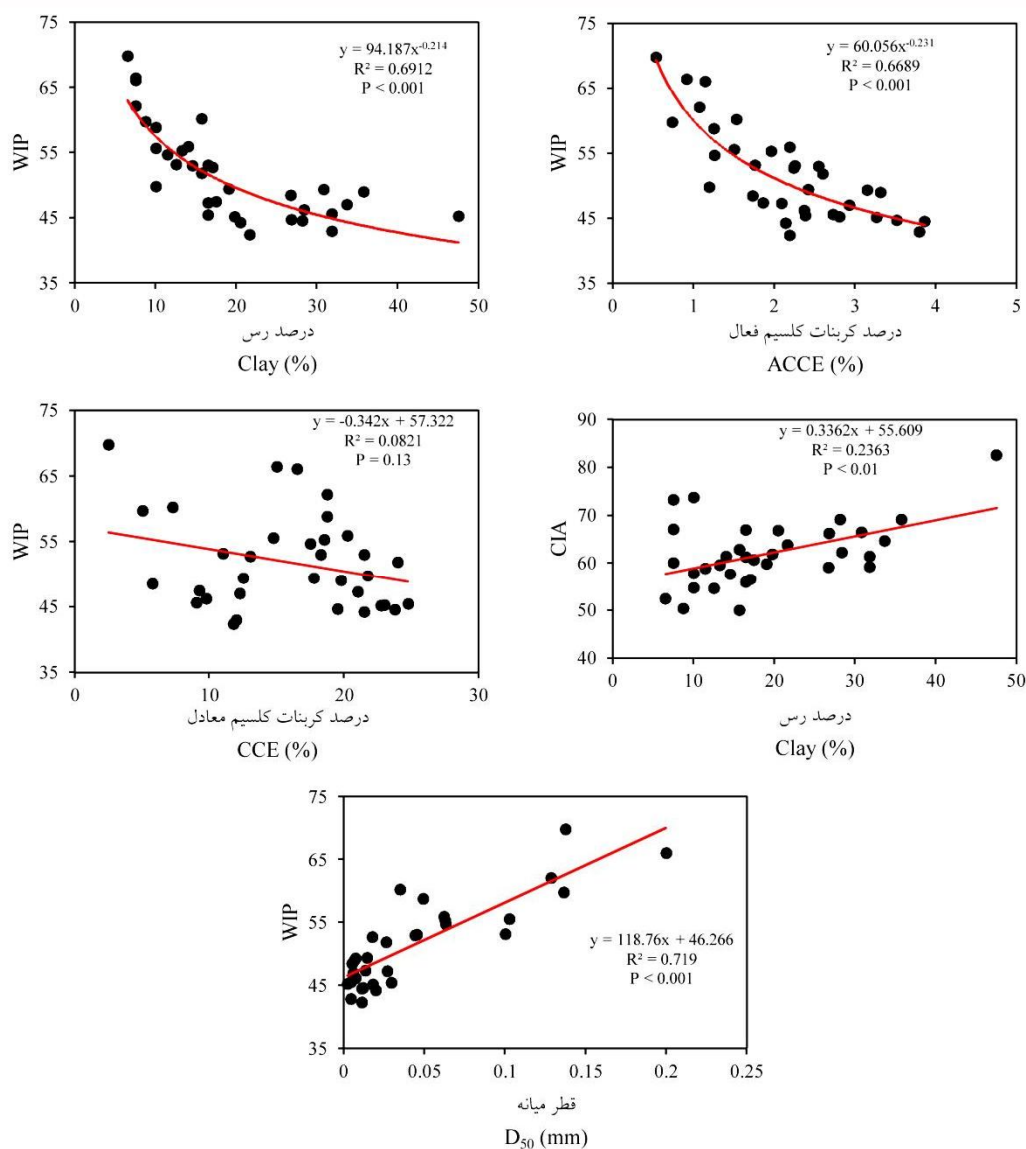 75
65
55
45
35
WIP
y = 94.187x^-0.214
R² = 0.6912
P < 0.001
0 10 20 30 40 50
درصد رس
Clay (%)
75
65
55
45
35
WIP
y = 60.056x^-0.231
R² = 0.6689
P < 0.001
0 1 2 3 4 5
درصد کربنات کلسیم فعال
ACCE (%)
75
65
55
45
35
WIP
y = -0.342x + 57.322
R² = 0.0821
P = 0.13
0 10 20 30
درصد کربنات کلسیم معادل
CCE (%)
90
80
70
60
50
40
CIA
y = 0.3362x + 55.609
R² = 0.2363
P < 0.01
0 10 20 30 40 50
درصد رس
Clay (%)
75
65
55
45
35
WIP
y = 118.76x + 46.266
R² = 0.719
P < 0.001
0 0.05 0.1 0.15 0.2 0.25
قطر میانه
D₅₀ (mm)